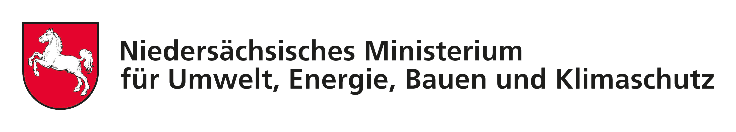 Niedersächsisches Ministerium
für Umwelt, Energie, Bauen und Klimaschutz